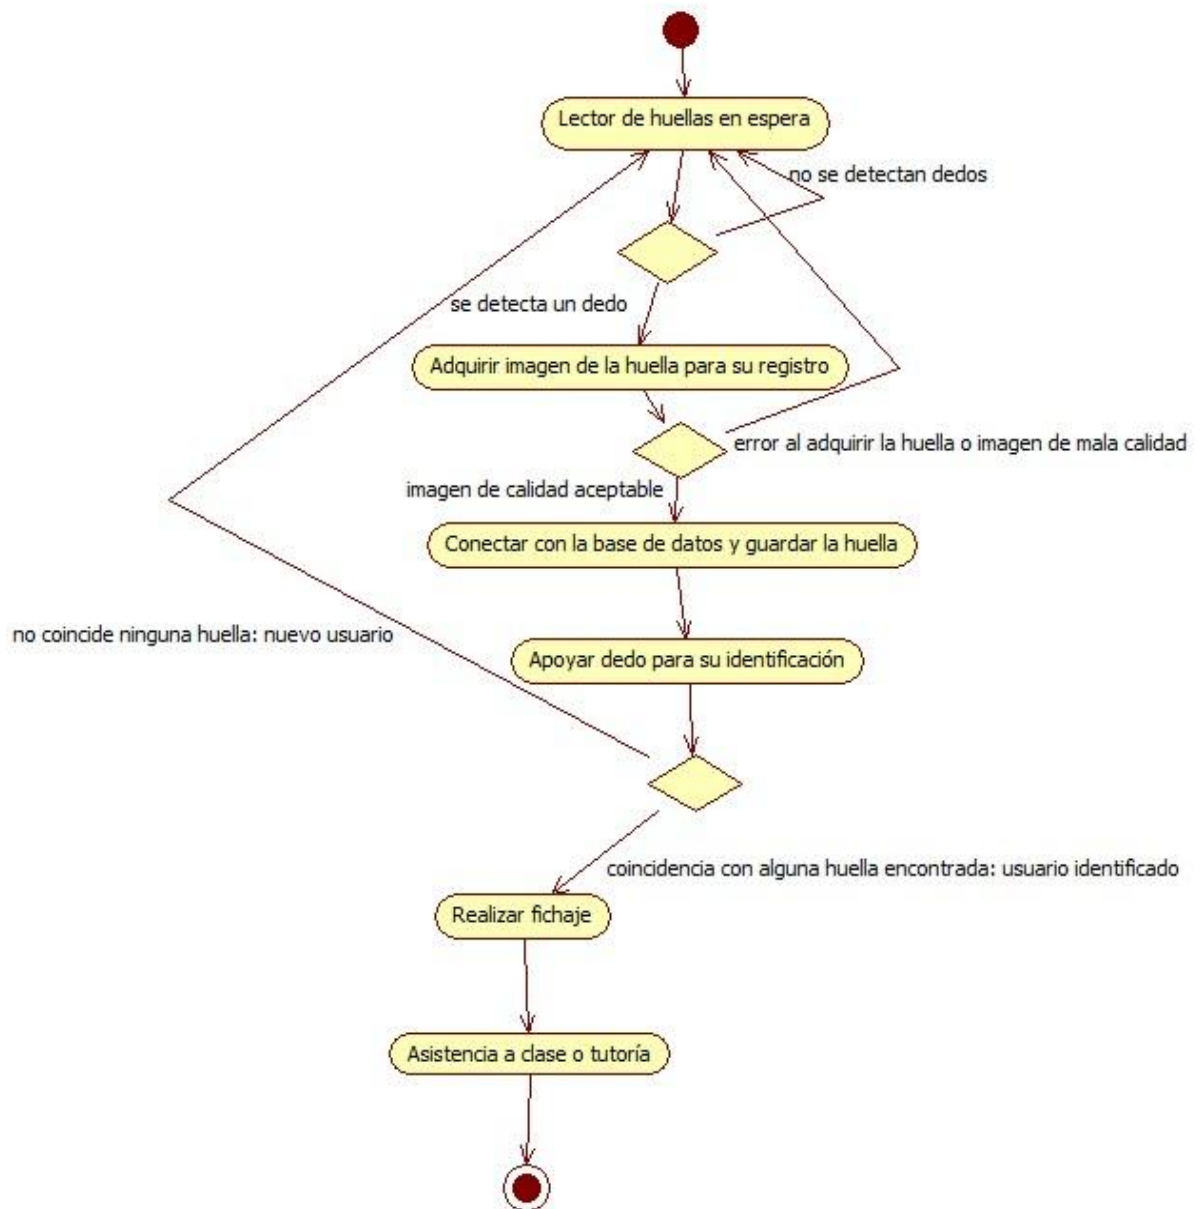 Lector de huellas en espera
no se detectan dedos
se detecta un dedo
Adquirir imagen de la huella para su registro
error al adquirir la huella o imagen de mala calidad
imagen de calidad aceptable
Conectar con la base de datos y guardar la huella
no coincide ninguna huella: nuevo usuario
Apoyar dedo para su identificación
coincidencia con alguna huella encontrada: usuario identificado
Realizar fichaje
Asistencia a clase o tutoría